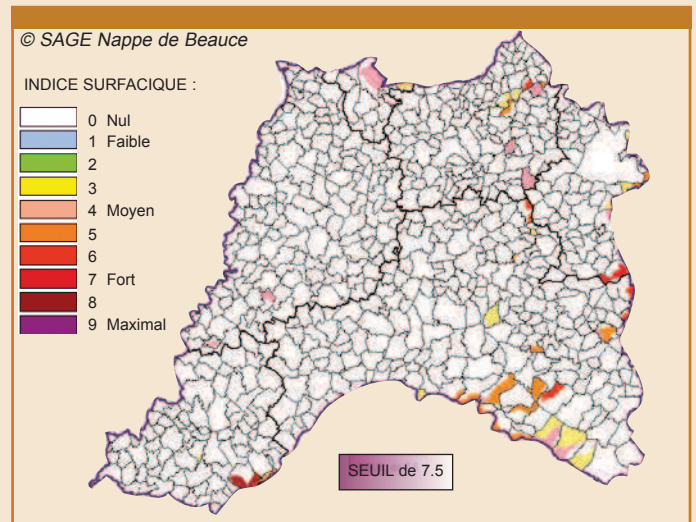 © SAGE Nappe de Beauce
INDICE SURFACIQUE :
0 Nul
1 Faible
2
3
4 Moyen
5
6
7 Fort
8
9 Maximal
SEUIL de 7.5